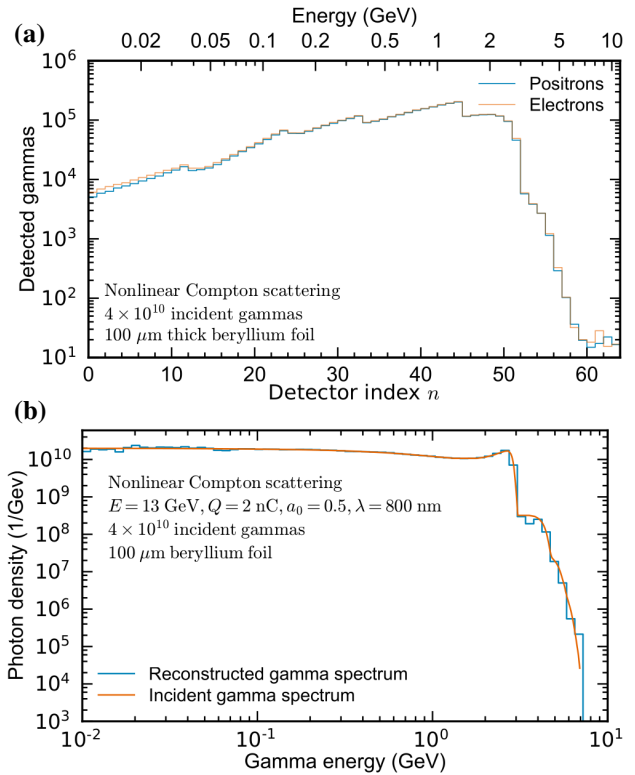 (a)
Energy (GeV)
0.02 0.05 0.1 0.2 0.5 1 2 5 10
10^6
10^5
10^4
10^3
10^2
10^1
Detected gammas
Positrons
Electrons
Nonlinear Compton scattering
4 × 10^10 incident gammas
100 μm thick beryllium foil
0 10 20 30 40 50 60
Detector index n
(b)
10^10
10^9
10^8
10^7
10^6
10^5
10^4
10^3
Photon density (1/Gev)
Nonlinear Compton scattering
E = 13 GeV, Q = 2 nC, a_0 = 0.5, λ = 800 nm
4 × 10^10 incident gammas
100 μm beryllium foil
Reconstructed gamma spectrum
Incident gamma spectrum
10^-2 10^-1 10^0 10^1
Gamma energy (GeV)